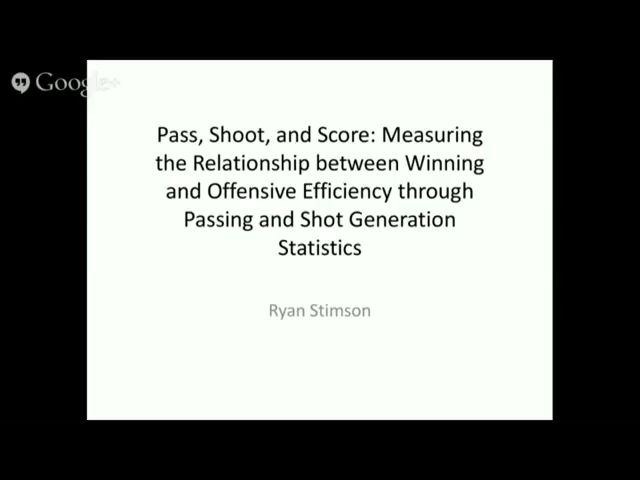 Google+
Pass, Shoot, and Score: Measuring
the Relationship between Winning
and Offensive Efficiency through
Passing and Shot Generation
Statistics
Ryan Stimson